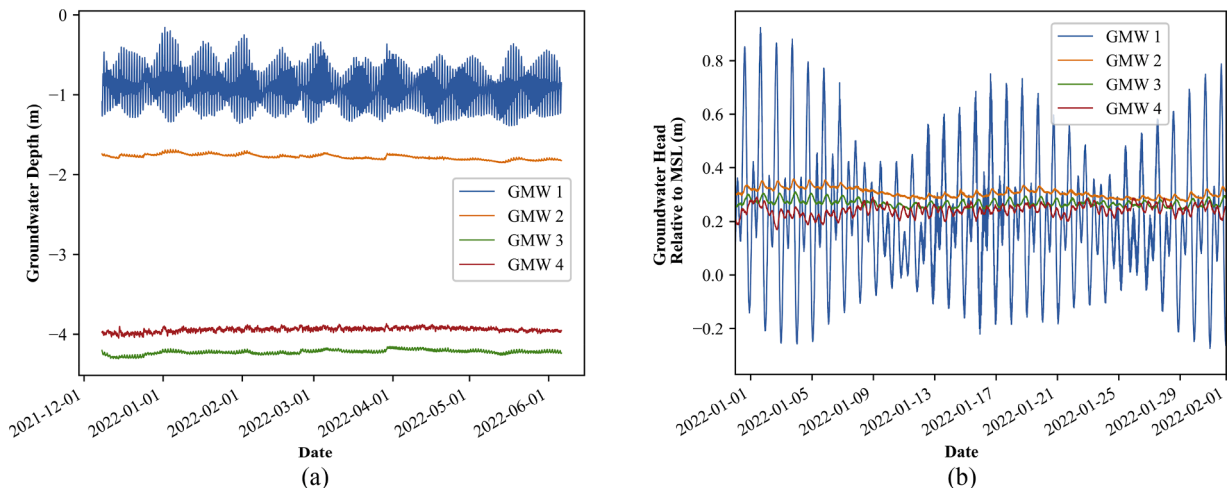 0
−1
−2
−3
−4
Groundwater Depth (m)
GMW 1
GMW 2
GMW 3
GMW 4
2021-12-01
2022-01-01
2022-02-01
2022-03-01
2022-04-01
2022-05-01
2022-06-01
Date
(a)
0.8
0.6
0.4
0.2
0.0
−0.2
Groundwater Head
Relative to MSL (m)
GMW 1
GMW 2
GMW 3
GMW 4
2022-01-01
2022-01-05
2022-01-09
2022-01-13
2022-01-17
2022-01-21
2022-01-25
2022-01-29
2022-02-01
Date
(b)